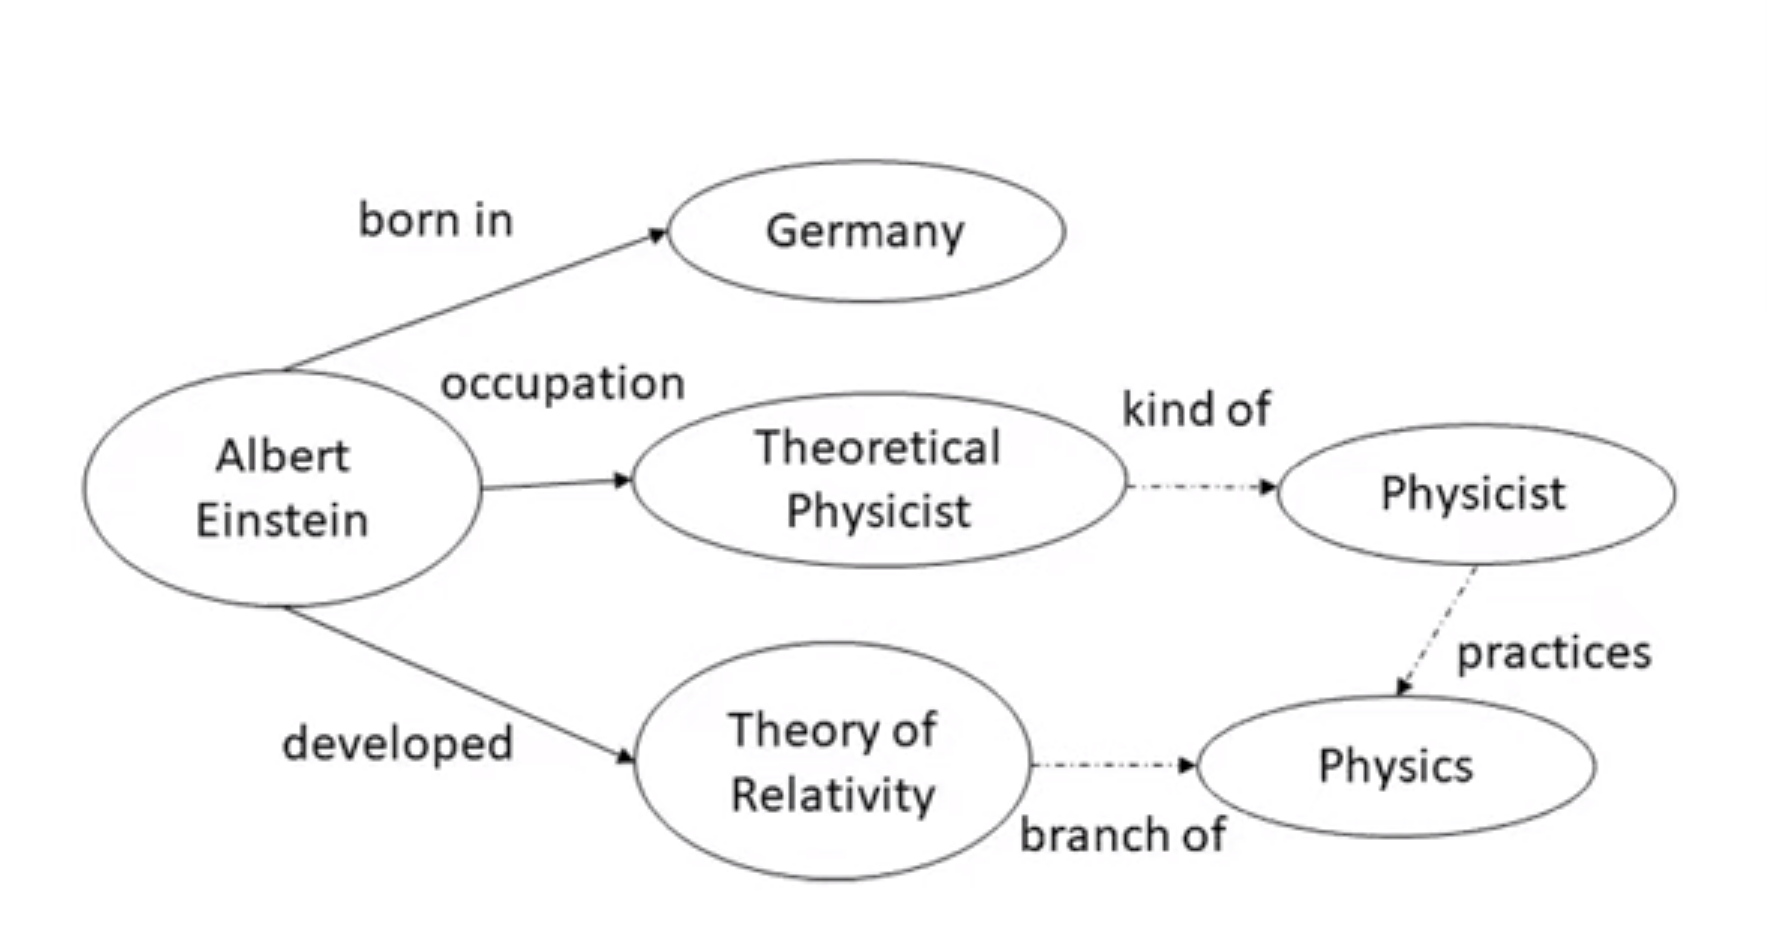 born in
Germany
occupation
kind of
Albert
Einstein
Theoretical
Physicist
Physicist
practices
developed
Theory of
Relativity
Physics
branch of